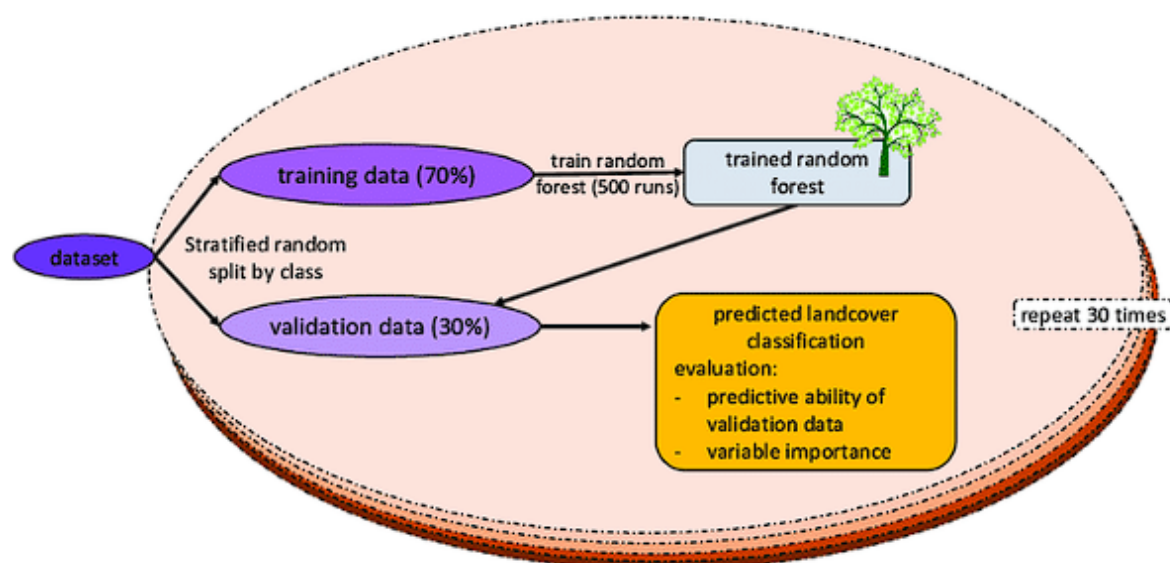 training data (70%)
train random
forest (500 runs)
trained random
forest
dataset
Stratified random
split by class
validation data (30%)
predicted landcover
classification
evaluation:
- predictive ability of
validation data
- variable importance
repeat 30 times